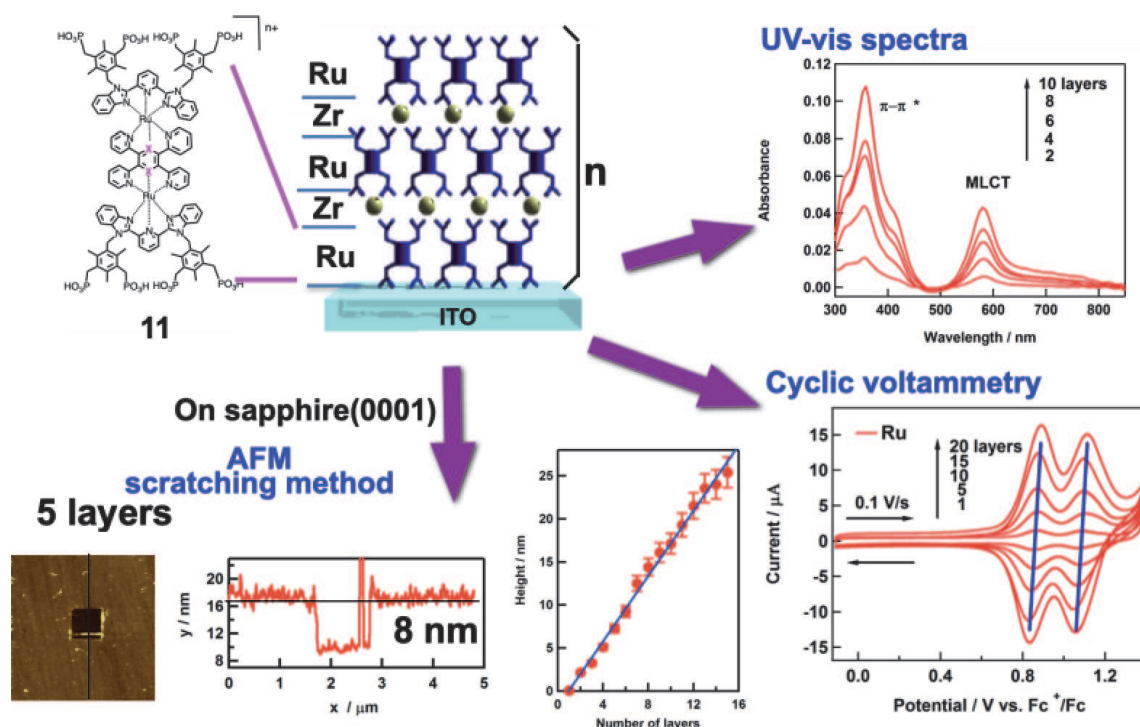 PO₃H
HO₃P
PO₃H
HO₃P
HO₃P
PO₃H
n+
N
N
N
N
N
Ru
N
N
X
X
N
N
Ru
N
N
N
N
N
HO₃P
PO₃H
PO₃H
HO₃P
PO₃H
PO₃H
11
Ru
Zr
Ru
Zr
Ru
n
ITO
UV-vis spectra
0.12
0.10
0.08
0.06
0.04
0.02
0.00
Absorbance
π–π *
MLCT
10 layers
8
6
4
2
300
400
500
600
700
800
Wavelength / nm
On sapphire(0001)
AFM
scratching method
5 layers
20
16
12
8
y / nm
8 nm
0
1
2
3
4
5
x / μm
25
20
15
10
5
0
Height / nm
0
4
8
12
16
Number of layers
Cyclic voltammetry
15
10
5
0
-5
-10
-15
Current / μA
Ru
20 layers
15
10
5
1
0.1 V/s
0.0
0.4
0.8
1.2
Potential / V vs. Fc⁺/Fc